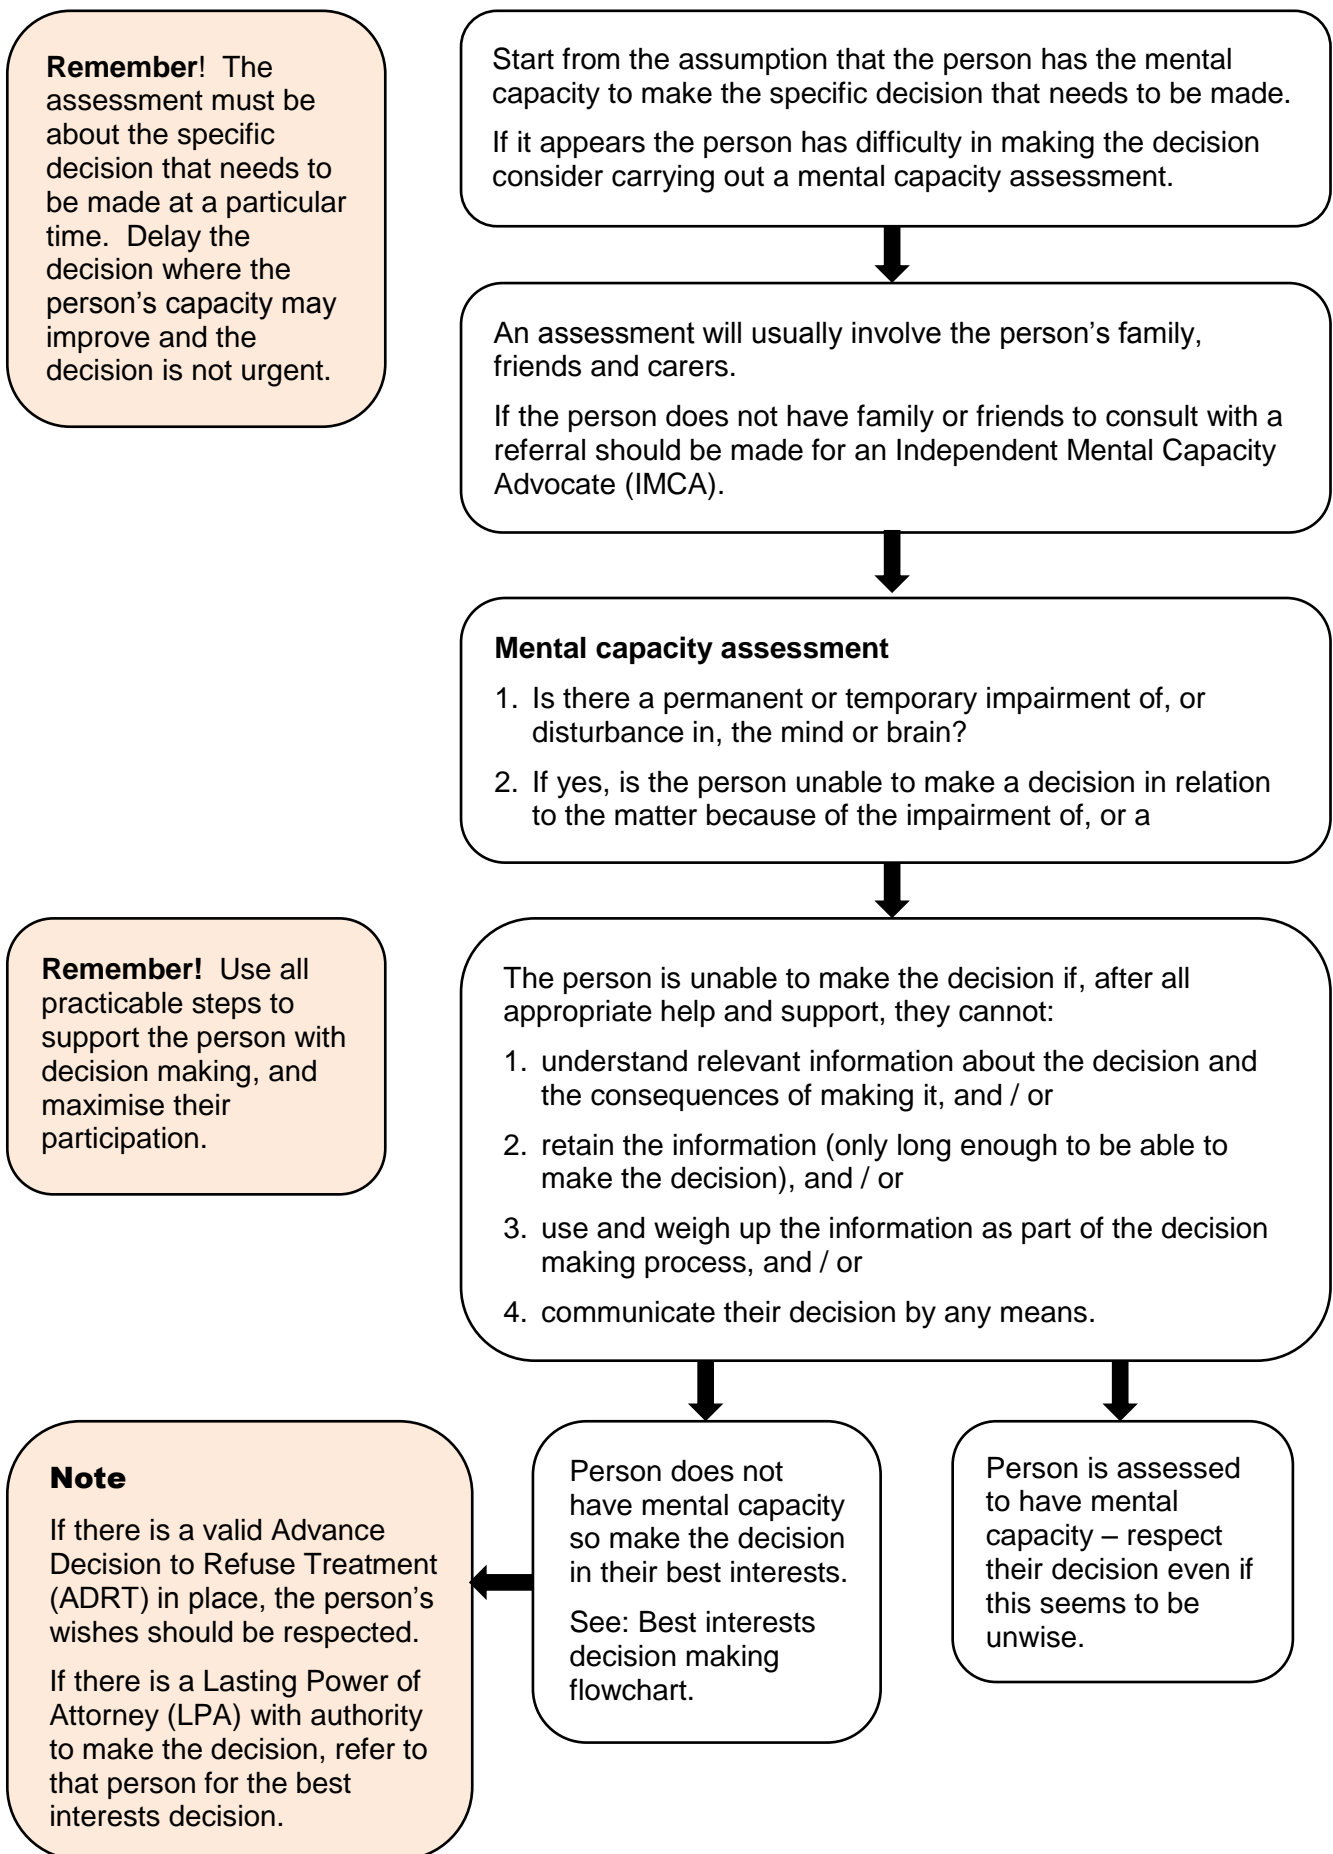 Remember! The
assessment must be
about the specific
decision that needs to
be made at a particular
time. Delay the
decision where the
person's capacity may
improve and the
decision is not urgent.
Start from the assumption that the person has the mental
capacity to make the specific decision that needs to be made.
If it appears the person has difficulty in making the decision
consider carrying out a mental capacity assessment.
An assessment will usually involve the person's family,
friends and carers.
If the person does not have family or friends to consult with a
referral should be made for an Independent Mental Capacity
Advocate (IMCA).
Mental capacity assessment
1. Is there a permanent or temporary impairment of, or
disturbance in, the mind or brain?
2. If yes, is the person unable to make a decision in relation
to the matter because of the impairment of, or a
Remember! Use all
practicable steps to
support the person with
decision making, and
maximise their
participation.
The person is unable to make the decision if, after all
appropriate help and support, they cannot:
1. understand relevant information about the decision and
the consequences of making it, and / or
2. retain the information (only long enough to be able to
make the decision), and / or
3. use and weigh up the information as part of the decision
making process, and / or
4. communicate their decision by any means.
Note
If there is a valid Advance
Decision to Refuse Treatment
(ADRT) in place, the person's
wishes should be respected.
If there is a Lasting Power of
Attorney (LPA) with authority
to make the decision, refer to
that person for the best
interests decision.
Person does not
have mental capacity
so make the decision
in their best interests.
See: Best interests
decision making
flowchart.
Person is assessed
to have mental
capacity – respect
their decision even if
this seems to be
unwise.